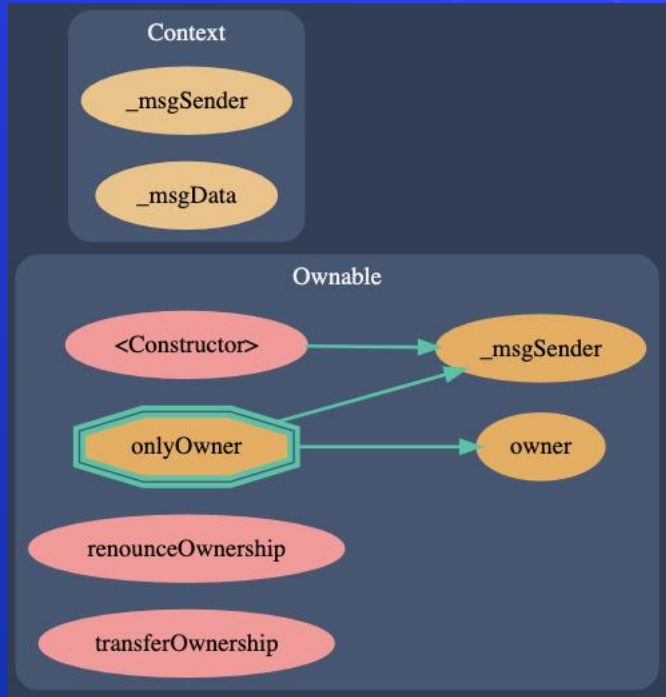 Context
_msgSender
_msgData
Ownable
<Constructor>
_msgSender
onlyOwner
owner
renounceOwnership
transferOwnership